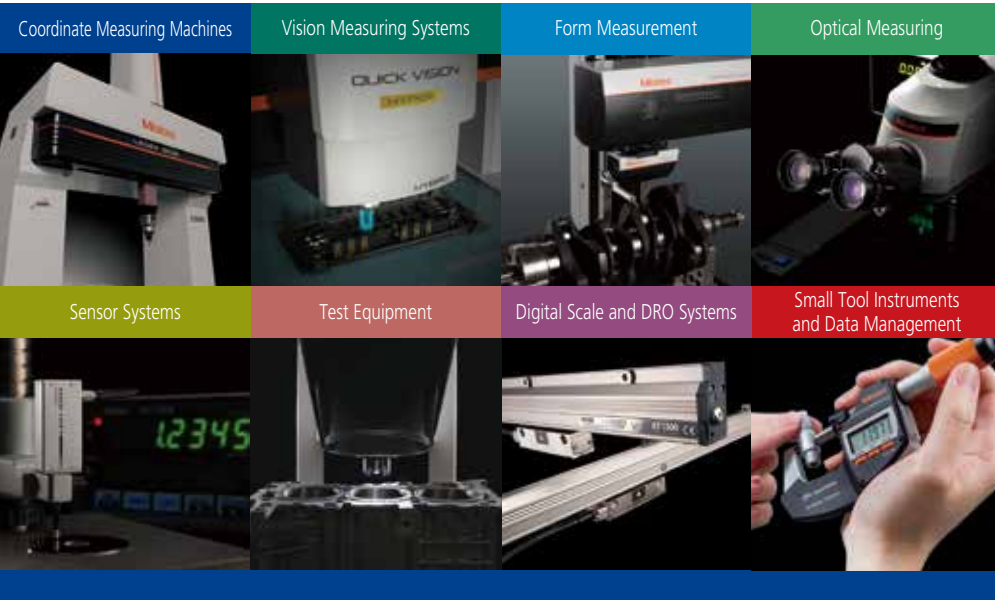 Coordinate Measuring Machines
Vision Measuring Systems
Form Measurement
Optical Measuring
Mitutoyo
QUICK VISION
HYBRID
Mitutoyo
Sensor Systems
Test Equipment
Digital Scale and DRO Systems
Small Tool Instruments
and Data Management
12345